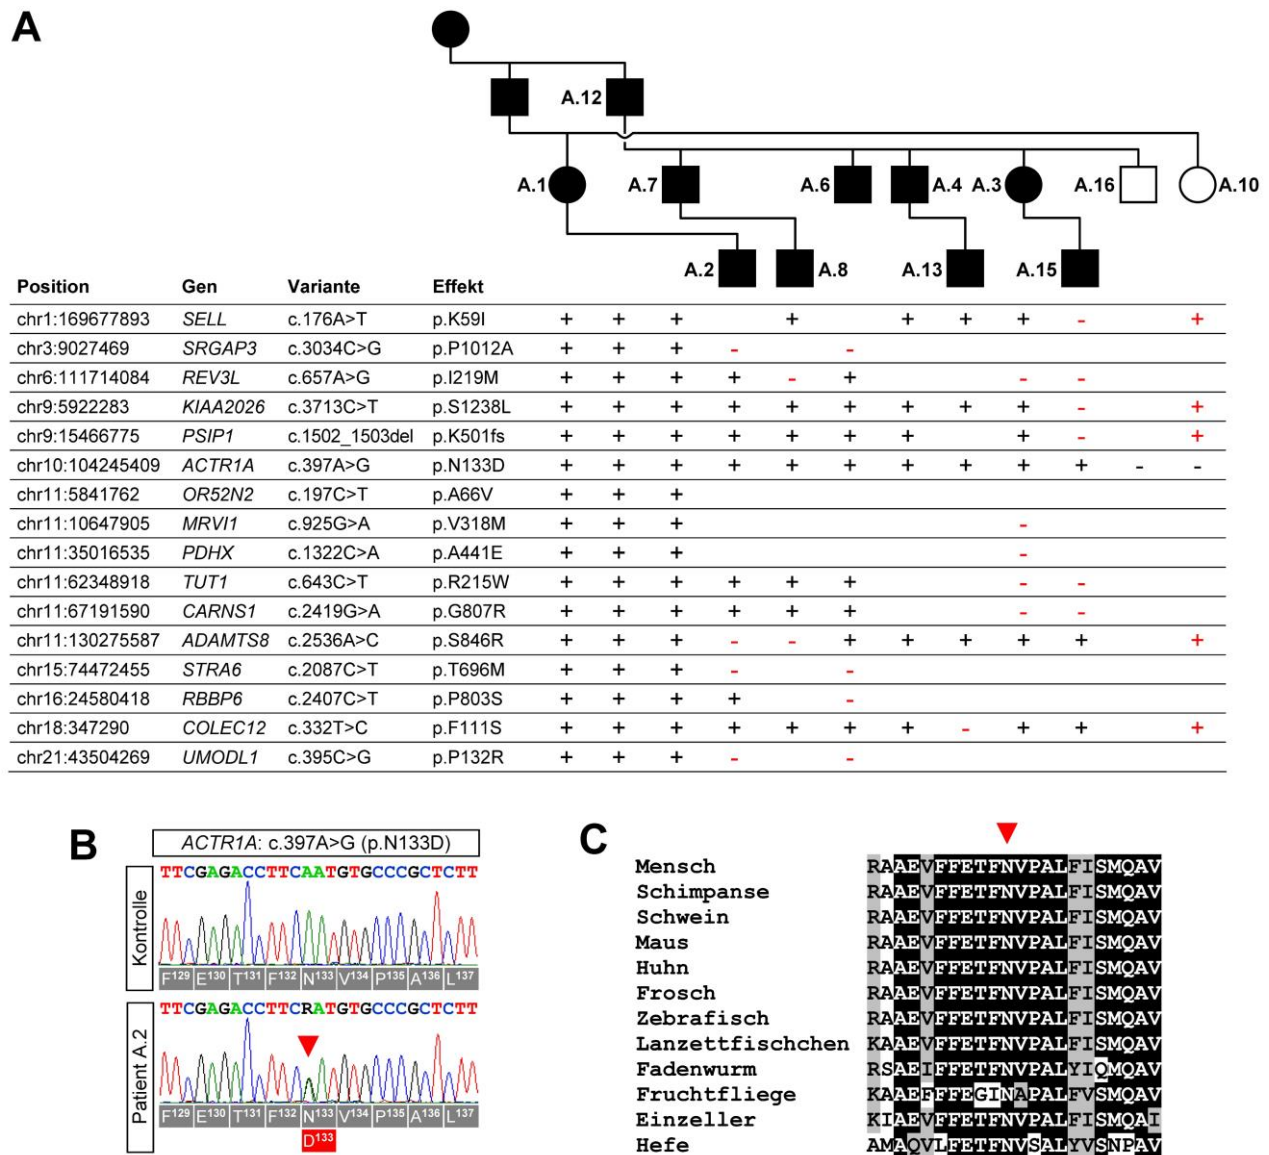 A
A.12
A.1 A.7 A.6 A.4 A.3 A.16 A.10
A.2 A.8 A.13 A.15
Position Gen Variante Effekt
chr1:169677893 SELL c.176A>T p.K59I + + + + + + + - +
chr3:9027469 SRGAP3 c.3034C>G p.P1012A + + + - -
chr6:111714084 REV3L c.657A>G p.I219M + + + + - + - -
chr9:5922283 KIAA2026 c.3713C>T p.S1238L + + + + + + + + + - +
chr9:15466775 PSIP1 c.1502_1503del p.K501fs + + + + + + + + - +
chr10:104245409 ACTR1A c.397A>G p.N133D + + + + + + + + + + - -
chr11:5841762 OR52N2 c.197C>T p.A66V + + +
chr11:10647905 MRVI1 c.925G>A p.V318M + + + -
chr11:35016535 PDHX c.1322C>A p.A441E + + + -
chr11:62348918 TUT1 c.643C>T p.R215W + + + + + + - -
chr11:67191590 CARNS1 c.2419G>A p.G807R + + + + + + - -
chr11:130275587 ADAMTS8 c.2536A>C p.S846R + + + - - + + + + + +
chr15:74472455 STRA6 c.2087C>T p.T696M + + + - -
chr16:24580418 RBBP6 c.2407C>T p.P803S + + + + -
chr18:347290 COLEC12 c.332T>C p.F111S + + + + + + + - + + +
chr21:43504269 UMODL1 c.395C>G p.P132R + + + - -
B
ACTR1A: c.397A>G (p.N133D)
Kontrolle
TTCGAGACCTTCAATGTGCCCGCTCTT
F129 E130 T131 F132 N133 V134 P135 A136 L137
Patient A.2
TTCGAGACCTTCRATGTGCCCGCTCTT
F129 E130 T131 F132 N133 V134 P135 A136 L137
D133
C
Mensch RAAEVFFETFNVPALFISMQAV
Schimpanse RAAEVFFETFNVPALFISMQAV
Schwein RAAEVFFETFNVPALFISMQAV
Maus RAAEVFFETFNVPALFISMQAV
Huhn RAAEVFFETFNVPALFISMQAV
Frosch RAAEVFFETFNVPALFISMQAV
Zebrafisch RAAEVFFETFNVPALFISMQAV
Lanzettfischchen KAAEVFFETFNVPALFISMQAV
Fadenwurm RSAEIFFETFNVPALYIQMQAV
Fruchtfliege KAAEFFFEGINAPALFVSMQAV
Einzeller KIAEVFFETFNVPALFISMQAI
Hefe AMAQVLFETFNVSALYVSNPAV